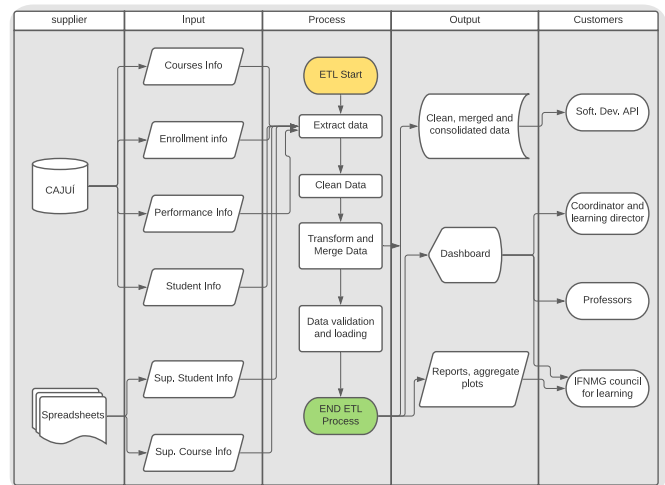 supplier
Input
Process
Output
Customers
CAJUÍ
Spreadsheets
Courses Info
Enrollment info
Performance Info
Student Info
Sup. Student Info
Sup. Course Info
ETL Start
Extract data
Clean Data
Transform and
Merge Data
Data validation
and loading
END ETL
Process
Clean, merged and
consolidated data
Dashboard
Reports, aggregate
plots
Soft. Dev. API
Coordinator and
learning director
Professors
IFNMG council
for learning